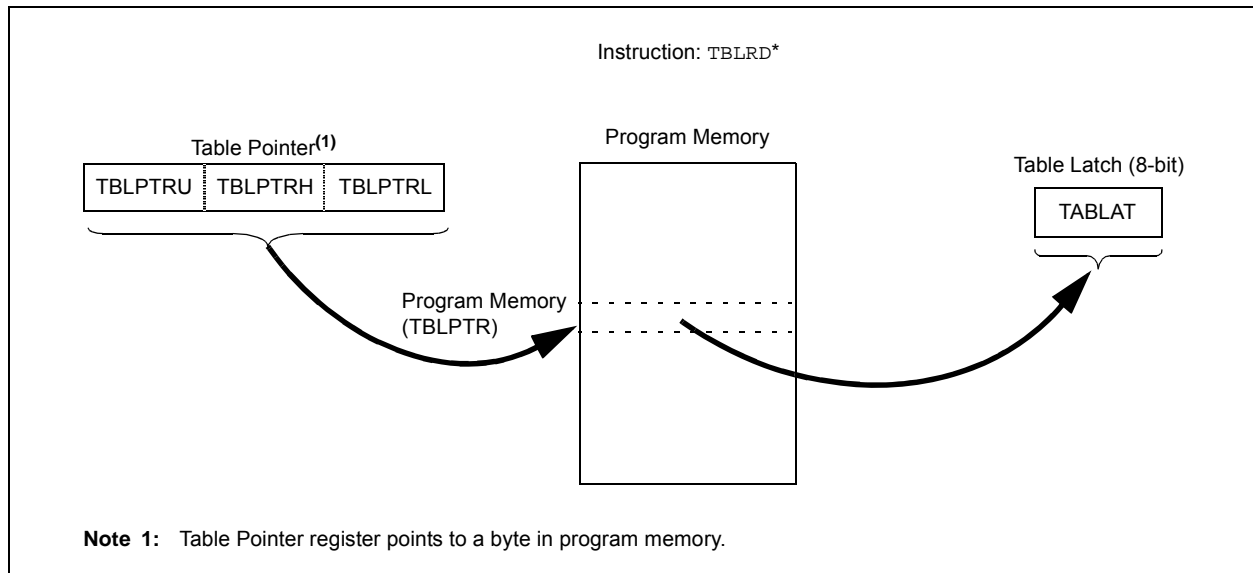 Instruction: TBLRD*
Table Pointer(1)
TBLPTRU TBLPTRH TBLPTRL
Program Memory
Table Latch (8-bit)
TABLAT
Program Memory
(TBLPTR)
Note 1: Table Pointer register points to a byte in program memory.